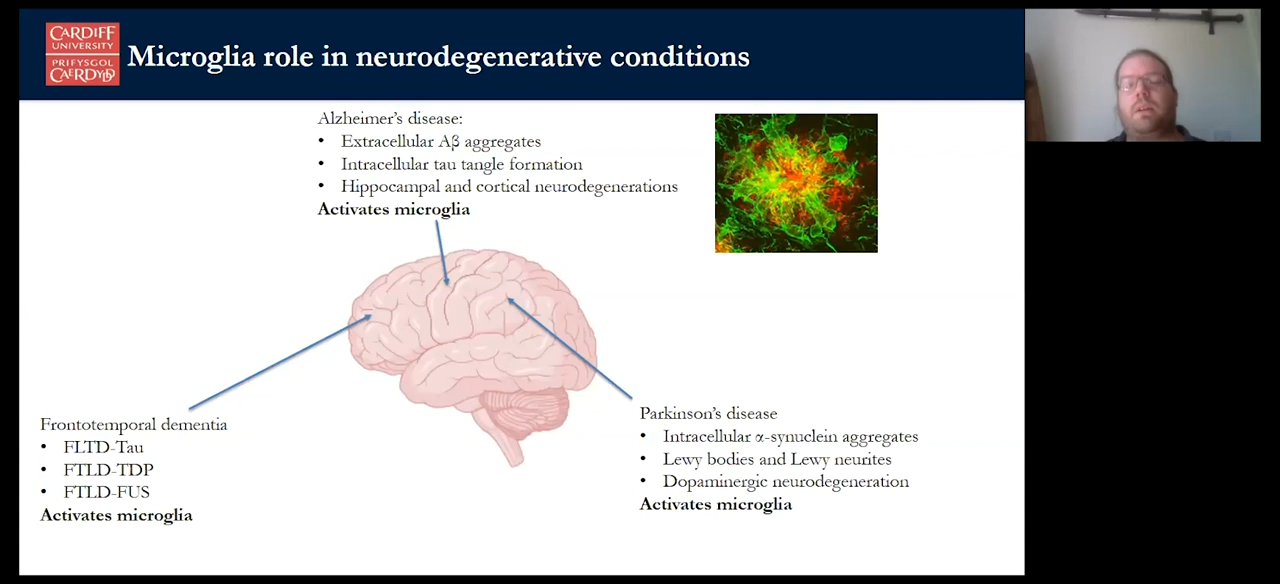 CARDIFF
UNIVERSITY
PRIFYSGOL
CAERDYDD
Microglia role in neurodegenerative conditions
Alzheimer's disease:
• Extracellular Aβ aggregates
• Intracellular tau tangle formation
• Hippocampal and cortical neurodegenerations
Activates microglia
Frontotemporal dementia
• FLTD-Tau
• FTLD-TDP
• FTLD-FUS
Activates microglia
Parkinson's disease
• Intracellular α-synuclein aggregates
• Lewy bodies and Lewy neurites
• Dopaminergic neurodegeneration
Activates microglia